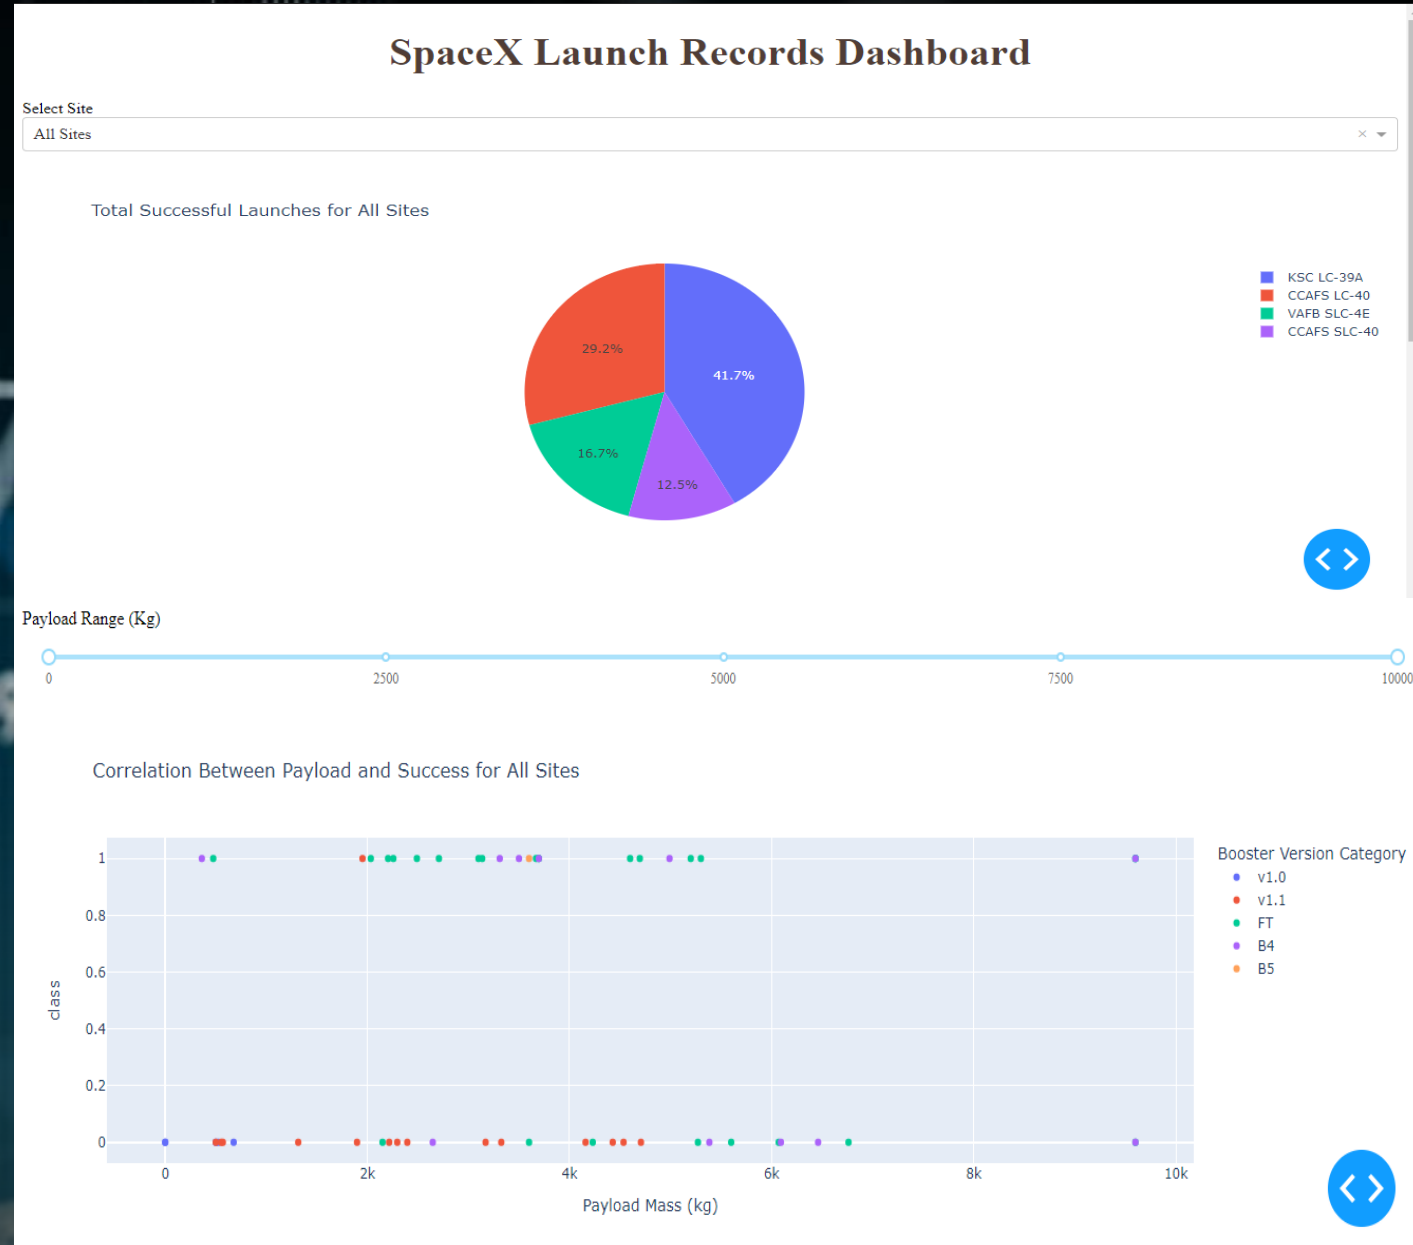 SpaceX Launch Records Dashboard
Select Site
All Sites
×
Total Successful Launches for All Sites
KSC LC-39A
CCAFS LC-40
VAFB SLC-4E
CCAFS SLC-40
29.2%
41.7%
16.7%
12.5%
Payload Range (Kg)
0 2500 5000 7500 10000
Correlation Between Payload and Success for All Sites
Booster Version Category
v1.0
v1.1
FT
B4
B5
class
1
0.8
0.6
0.4
0.2
0
0 2k 4k 6k 8k 10k
Payload Mass (kg)